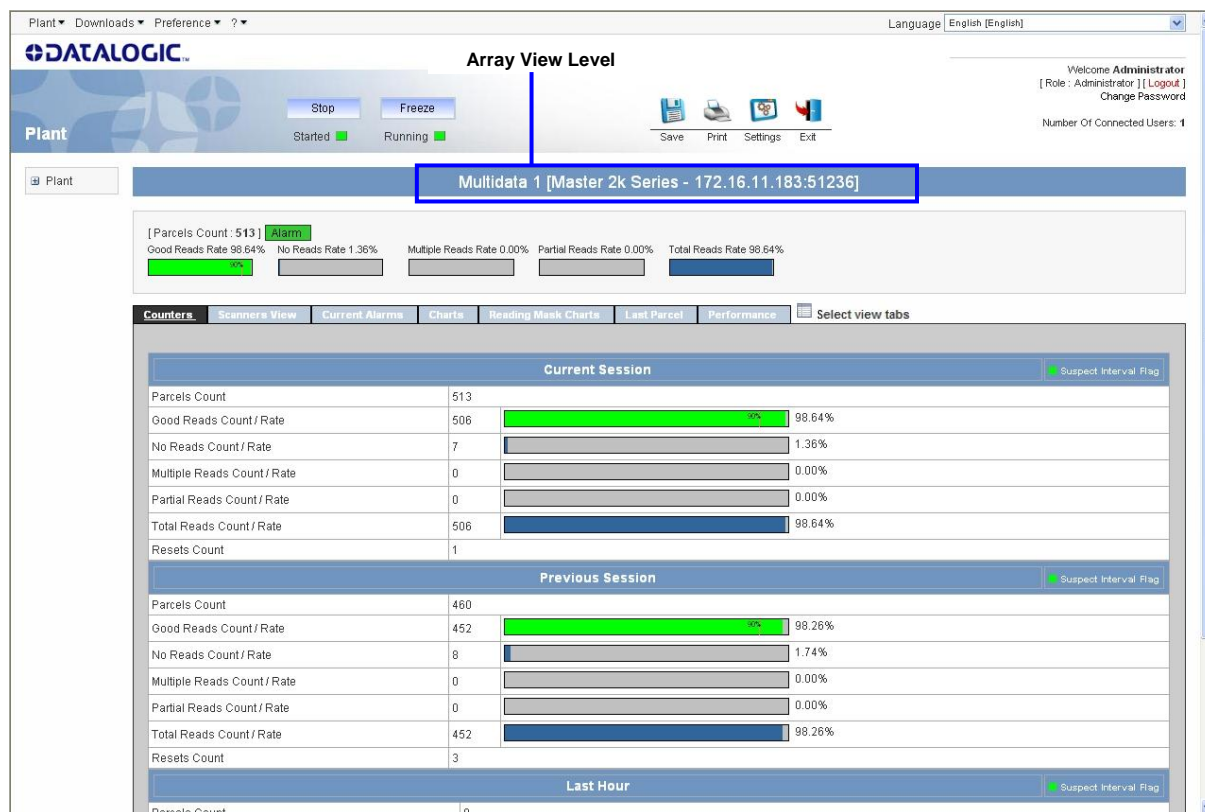 Plant Downloads Preference ? Language English [English]
DATALOGIC™
Array View Level
Welcome Administrator
[ Role : Administrator ] [ Logout ]
Change Password
Number Of Connected Users: 1
Stop Freeze
Started Running
Save Print Settings Exit
Plant
Plant
Multidata 1 [Master 2k Series - 172.16.11.183:51236]
[ Parcels Count : 513 ] Alarm
Good Reads Rate 98.64% No Reads Rate 1.36% Multiple Reads Rate 0.00% Partial Reads Rate 0.00% Total Reads Rate 98.64%
90%
Counters Scanners View Current Alarms Charts Reading Mask Charts Last Parcel Performance Select view tabs
Current Session Suspect Interval Flag
Parcels Count 513
Good Reads Count / Rate 506 90% 98.64%
No Reads Count / Rate 7 1.36%
Multiple Reads Count / Rate 0 0.00%
Partial Reads Count / Rate 0 0.00%
Total Reads Count / Rate 506 98.64%
Resets Count 1
Previous Session Suspect Interval Flag
Parcels Count 460
Good Reads Count / Rate 452 90% 98.26%
No Reads Count / Rate 8 1.74%
Multiple Reads Count / Rate 0 0.00%
Partial Reads Count / Rate 0 0.00%
Total Reads Count / Rate 452 98.26%
Resets Count 3
Last Hour Suspect Interval Flag
Parcels Count